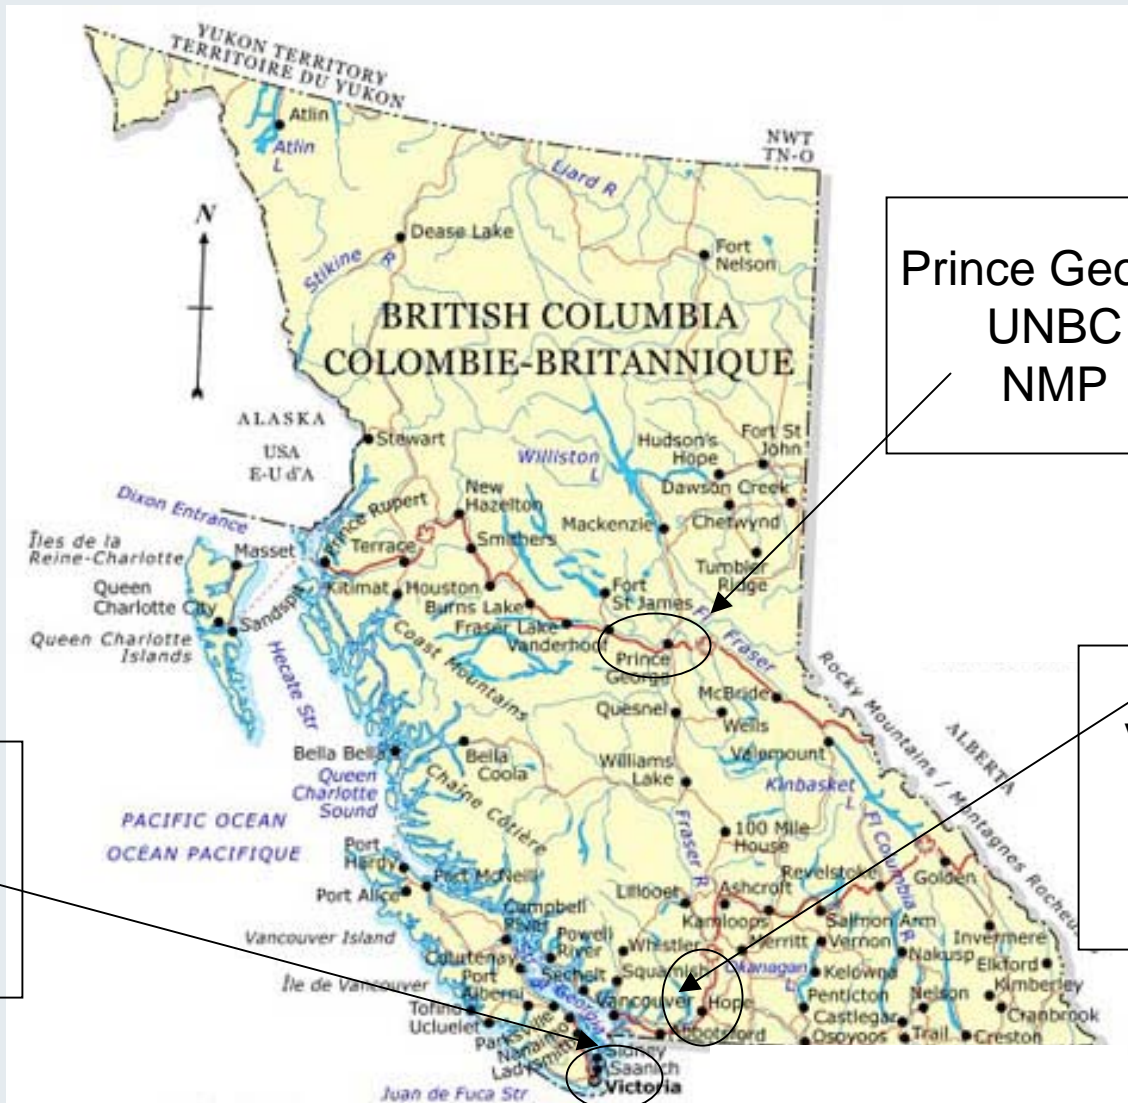 YUKON TERRITORY
TERRITOIRE DU YUKON
NWT
TN-O
Atlin
Atlin
L
Liard R
N
Dease Lake
Stikine
R
Fort
Nelson
BRITISH COLUMBIA
COLOMBIE-BRITANNIQUE
Prince Geo
UNBC
NMP
ALASKA
USA
E-U d'A
Stewart
Hudson's
Hope
Fort St
John
Williston
L
Dawson Creek
New
Hazelton
Dixon Entrance
Prince Rupert
Mackenzie
Chetwynd
Îles de la
Reine-Charlotte
Masset
Terrace
Smithers
Tumbler
Ridge
Queen
Charlotte City
Kitimat
Houston
Fort
St James
Burns Lake
Sandspit
Queen Charlotte
Islands
Fraser Lake
Vanderhoof
Fl
Fraser
Prince
George
Coast Mountains
Hecate Str
McBride
Rocky Mountains / Montagnes Rocheu
Quesnel
Wells
ALBERTA
Valemount
Bella Bella
Bella
Coola
Williams
Lake
Kinbasket
L
Queen
Charlotte
Sound
Chaîne Côtière
PACIFIC OCEAN
OCÉAN PACIFIQUE
100 Mile
House
Fraser R
Fl Columbia R
Port
Hardy
Port McNeill
Port Alice
Revelstoke
Golden
Lillooet
Ashcroft
Kamloops
Salmon Arm
Campbell
River
Vancouver Island
Powell
River
Whistler
Merritt
Vernon
Nakusp
Invermere
Courtenay
Elkford
Sechelt
Squamish
Okanagan
L
Kelowna
Île de Vancouver
Port
Alberni
Str of Georgia
Vancouver
Hope
Penticton
Nelson
Kimberley
Tofino
Castlegar
Cranbrook
Ucluelet
Parksville
Nanaimo
Ladysmith
Abbotsford
Osoyoos
Trail
Creston
Sidney
Saanich
Victoria
Juan de Fuca Str